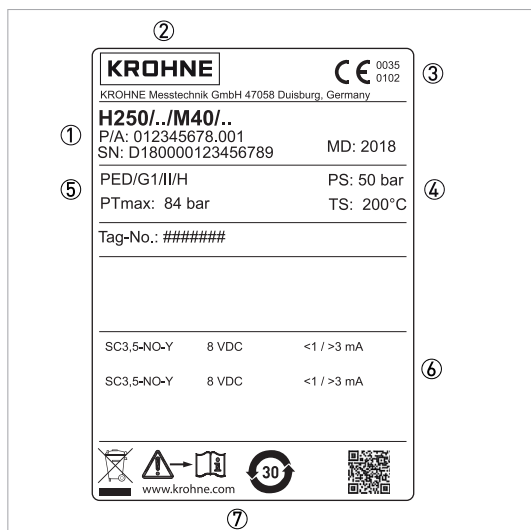 ②
KROHNE
CE 0035
0102
③
KROHNE Messtechnik GmbH 47058 Duisburg, Germany
H250/../M40/..
①
P/A: 012345678.001
SN: D180000123456789
MD: 2018
⑤
PED/G1/II/H
PS: 50 bar
④
PTmax: 84 bar
TS: 200°C
Tag-No.: #######
SC3,5-NO-Y 8 VDC <1 / >3 mA
⑥
SC3,5-NO-Y 8 VDC <1 / >3 mA
30
www.krohne.com
⑦